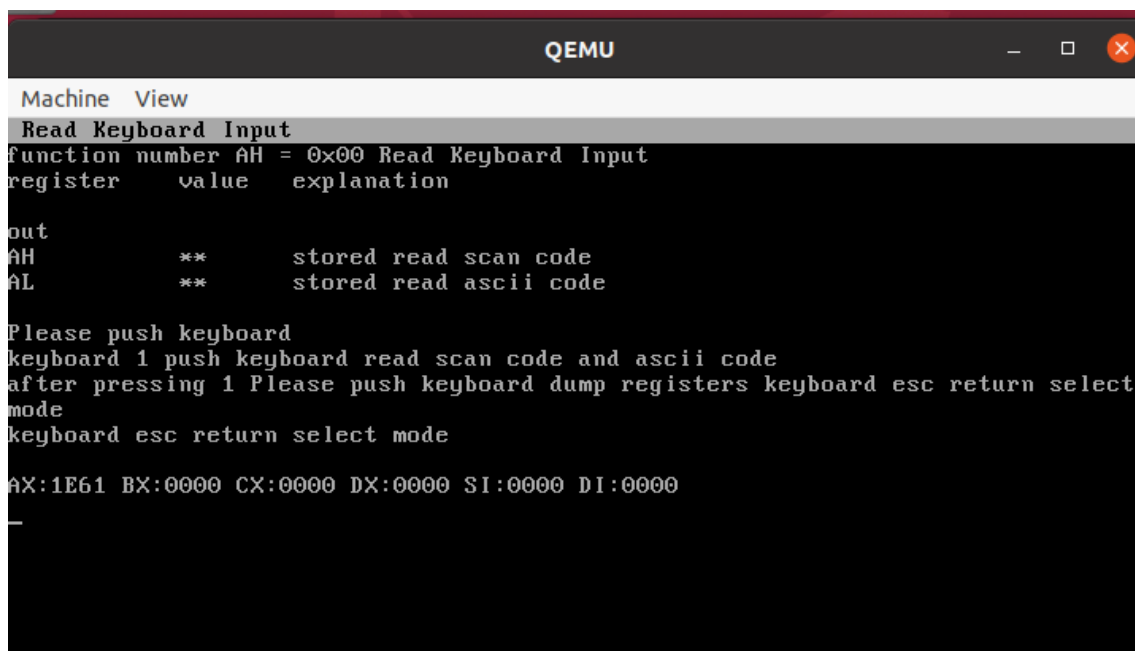 QEMU
Machine View
Read Keyboard Input
function number AH = 0x00 Read Keyboard Input
register value explanation
out
AH ** stored read scan code
AL ** stored read ascii code
Please push keyboard
keyboard 1 push keyboard read scan code and ascii code
after pressing 1 Please push keyboard dump registers keyboard esc return select
mode
keyboard esc return select mode
AX:1E61 BX:0000 CX:0000 DX:0000 SI:0000 DI:0000